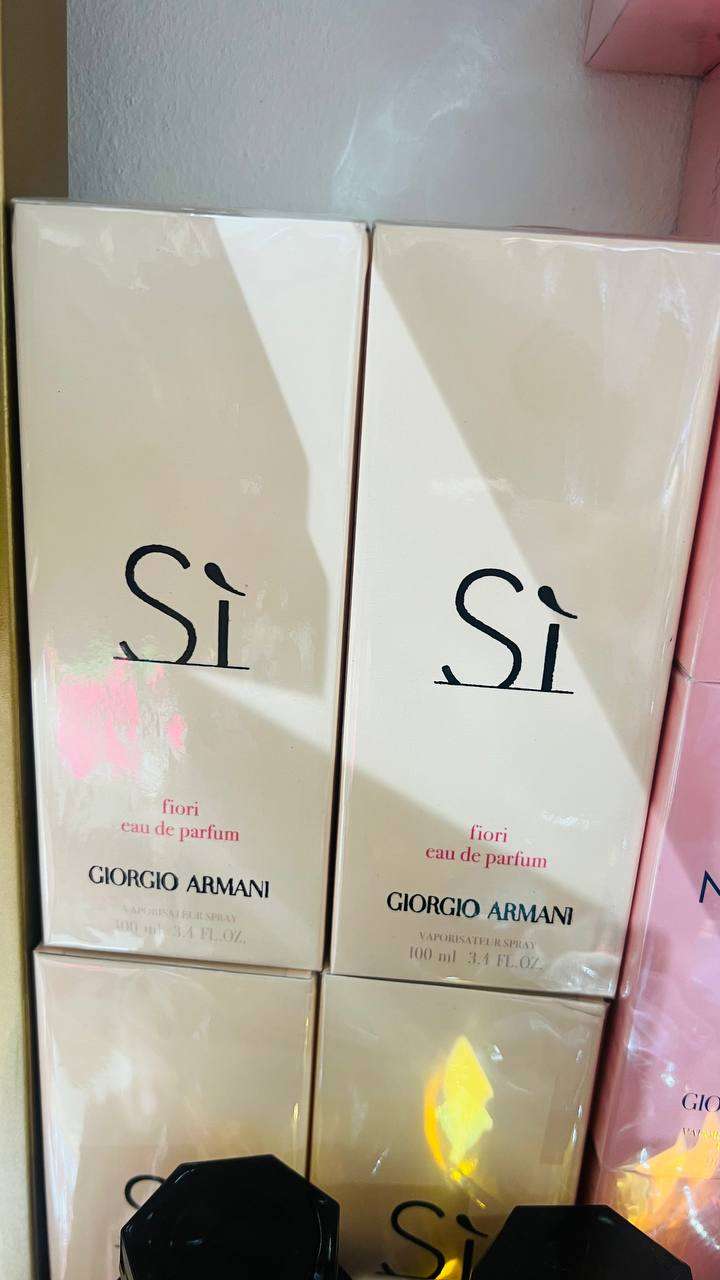 Sì
fiori
eau de parfum
GIORGIO ARMANI
VAPORISATEUR SPRAY
100 ml 3.4 FL.OZ.
Sì
fiori
eau de parfum
GIORGIO ARMANI
VAPORISATEUR SPRAY
100 ml 3.4 FL.OZ.
Sì